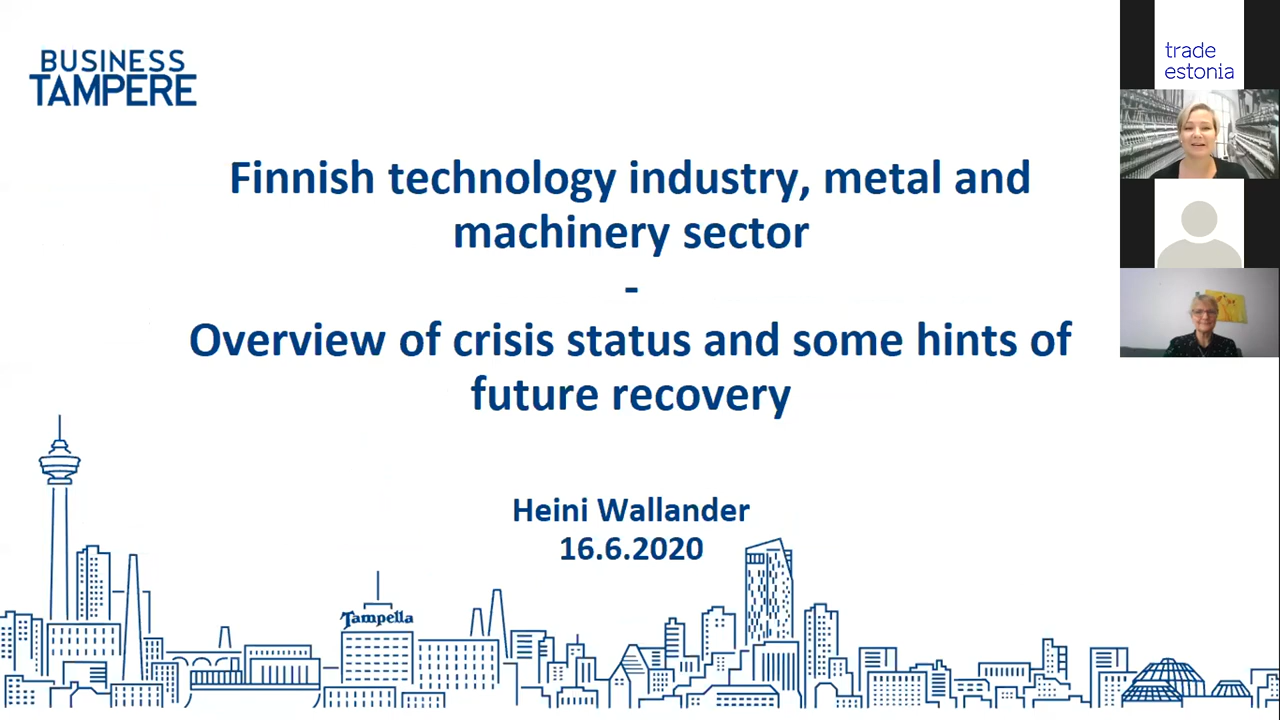 BUSINESS
TAMPERE
trade
estonia
Finnish technology industry, metal and
machinery sector
-
Overview of crisis status and some hints of
future recovery
Heini Wallander
16.6.2020
Tampella